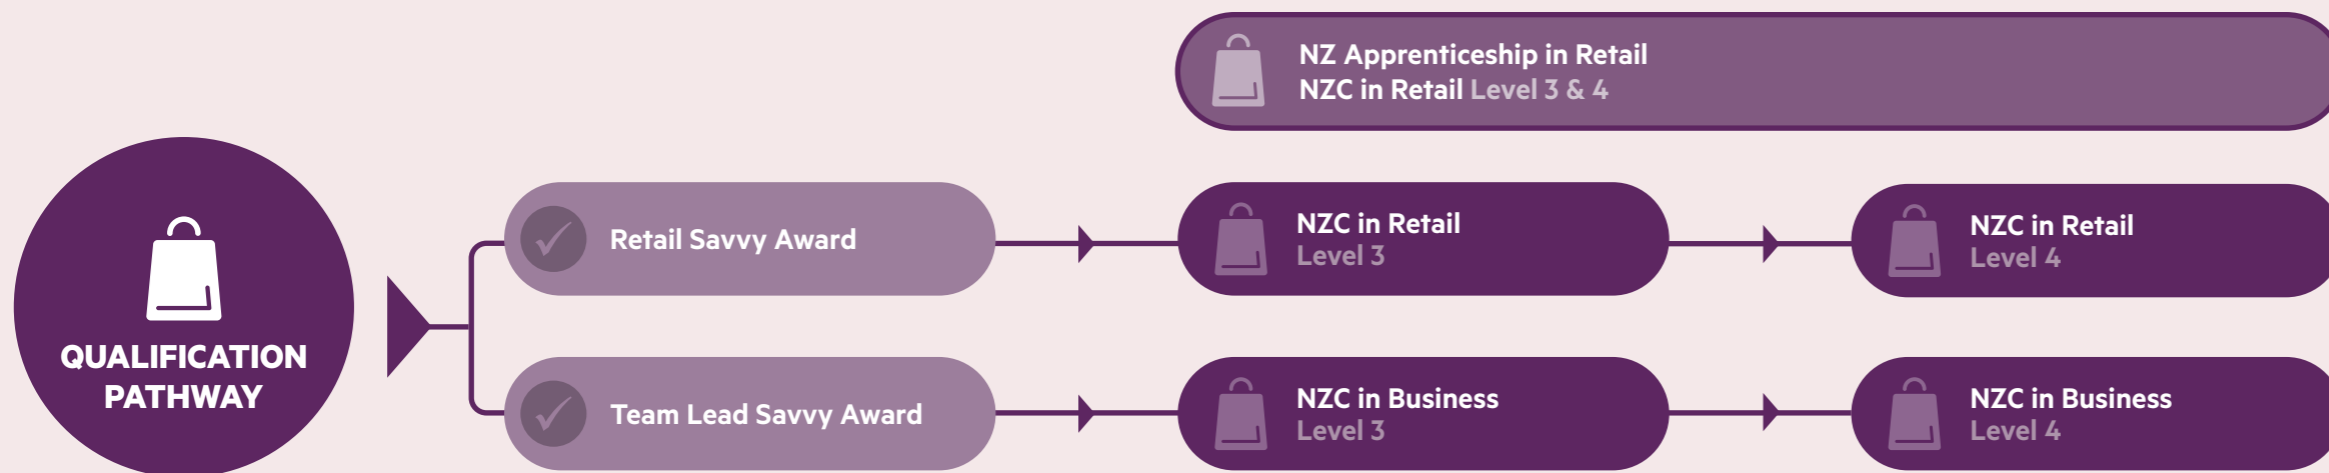 NZ Apprenticeship in Retail
NZC in Retail Level 3 & 4
QUALIFICATION
PATHWAY
Retail Savvy Award
NZC in Retail
Level 3
NZC in Retail
Level 4
Team Lead Savvy Award
NZC in Business
Level 3
NZC in Business
Level 4